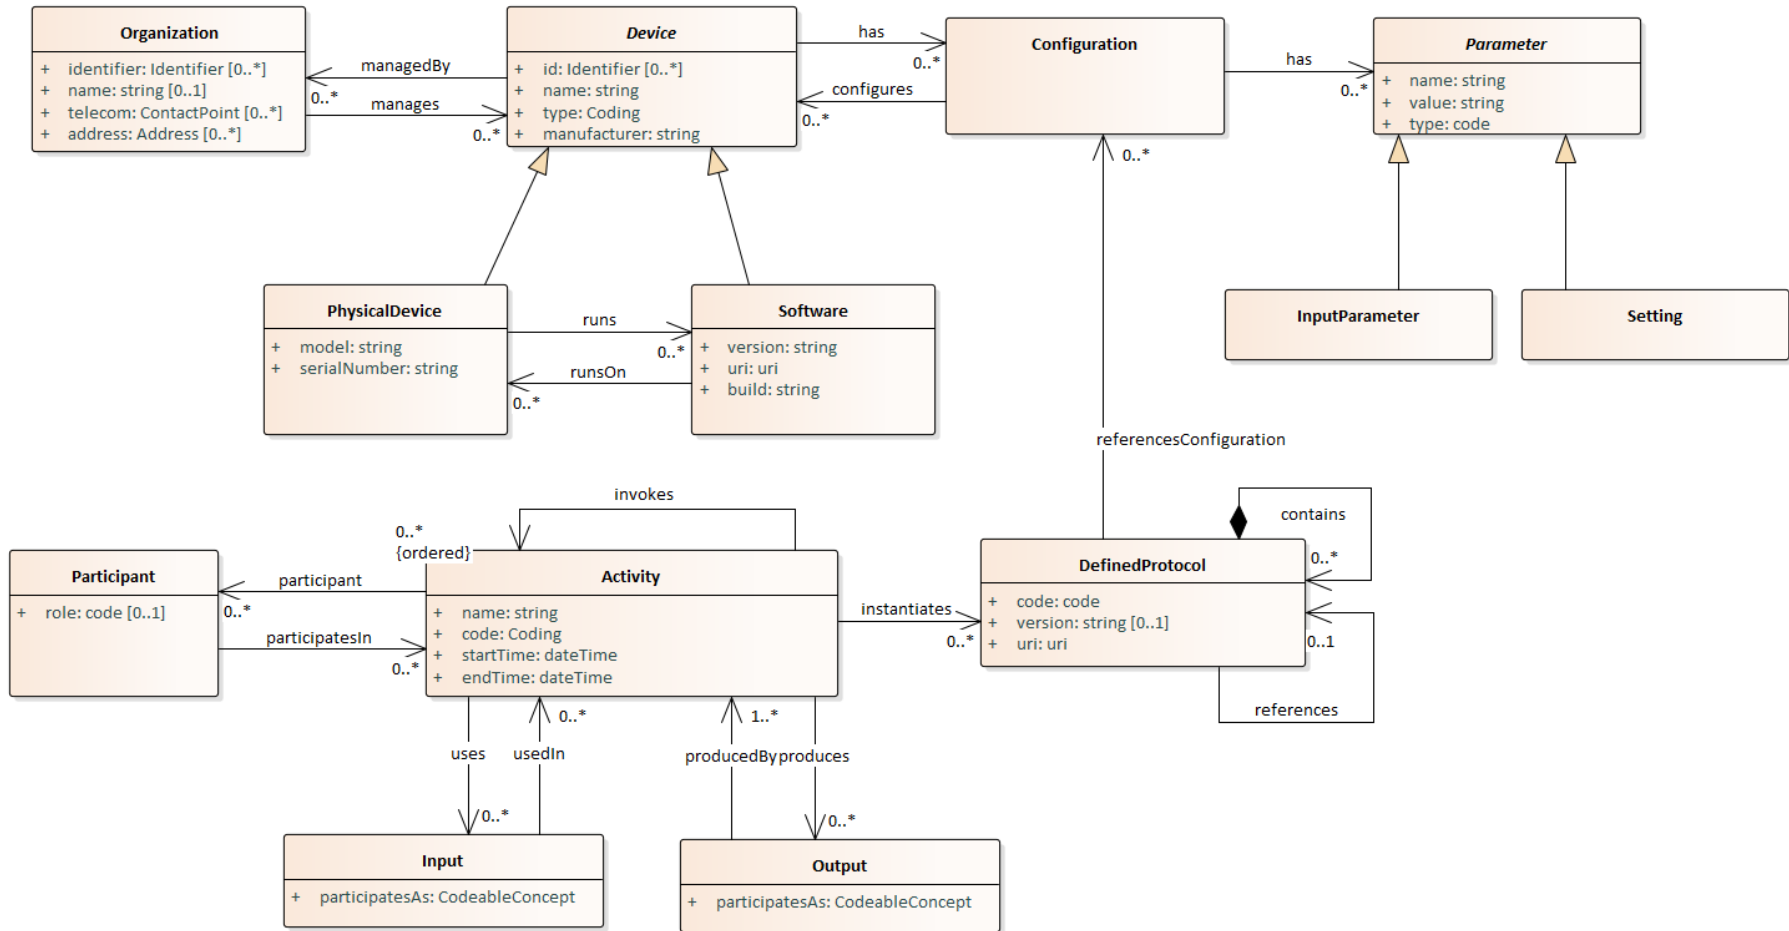 Organization
+ identifier: Identifier [0..*]
+ name: string [0..1]
+ telecom: ContactPoint [0..*]
+ address: Address [0..*]
managedBy
0..*
manages
0..*
Device
+ id: Identifier [0..*]
+ name: string
+ type: Coding
+ manufacturer: string
has
0..*
configures
0..*
Configuration
has
0..*
Parameter
+ name: string
+ value: string
+ type: code
0..*
PhysicalDevice
+ model: string
+ serialNumber: string
runs
0..*
runsOn
0..*
Software
+ version: string
+ uri: uri
+ build: string
InputParameter
Setting
referencesConfiguration
invokes
0..*
{ordered}
contains
0..*
Participant
+ role: code [0..1]
participant
0..*
participatesIn
0..*
Activity
+ name: string
+ code: Coding
+ startTime: dateTime
+ endTime: dateTime
instantiates
0..*
DefinedProtocol
+ code: code
+ version: string [0..1]
+ uri: uri
0..1
references
0..*
1..*
uses
usedIn
producedBy
produces
0..*
0..*
Input
+ participatesAs: CodeableConcept
Output
+ participatesAs: CodeableConcept